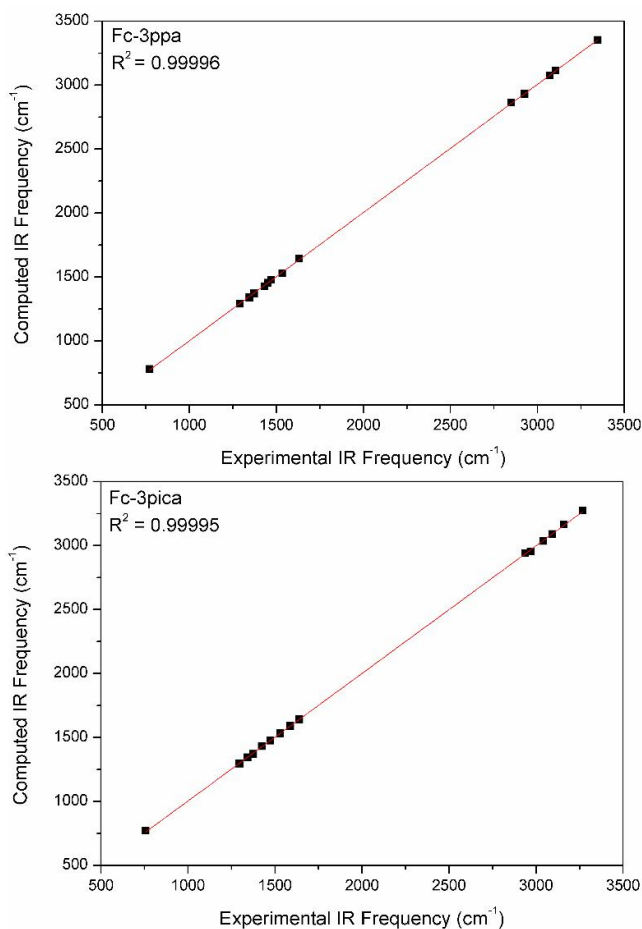 3500
Fc-3ppa
R² = 0.99996
3000
2500
2000
1500
1000
500
Computed IR Frequency (cm⁻¹)
500 1000 1500 2000 2500 3000 3500
Experimental IR Frequency (cm⁻¹)
3500
Fc-3pica
R² = 0.99995
3000
2500
2000
1500
1000
500
Computed IR Frequency (cm⁻¹)
500 1000 1500 2000 2500 3000 3500
Experimental IR Frequency (cm⁻¹)